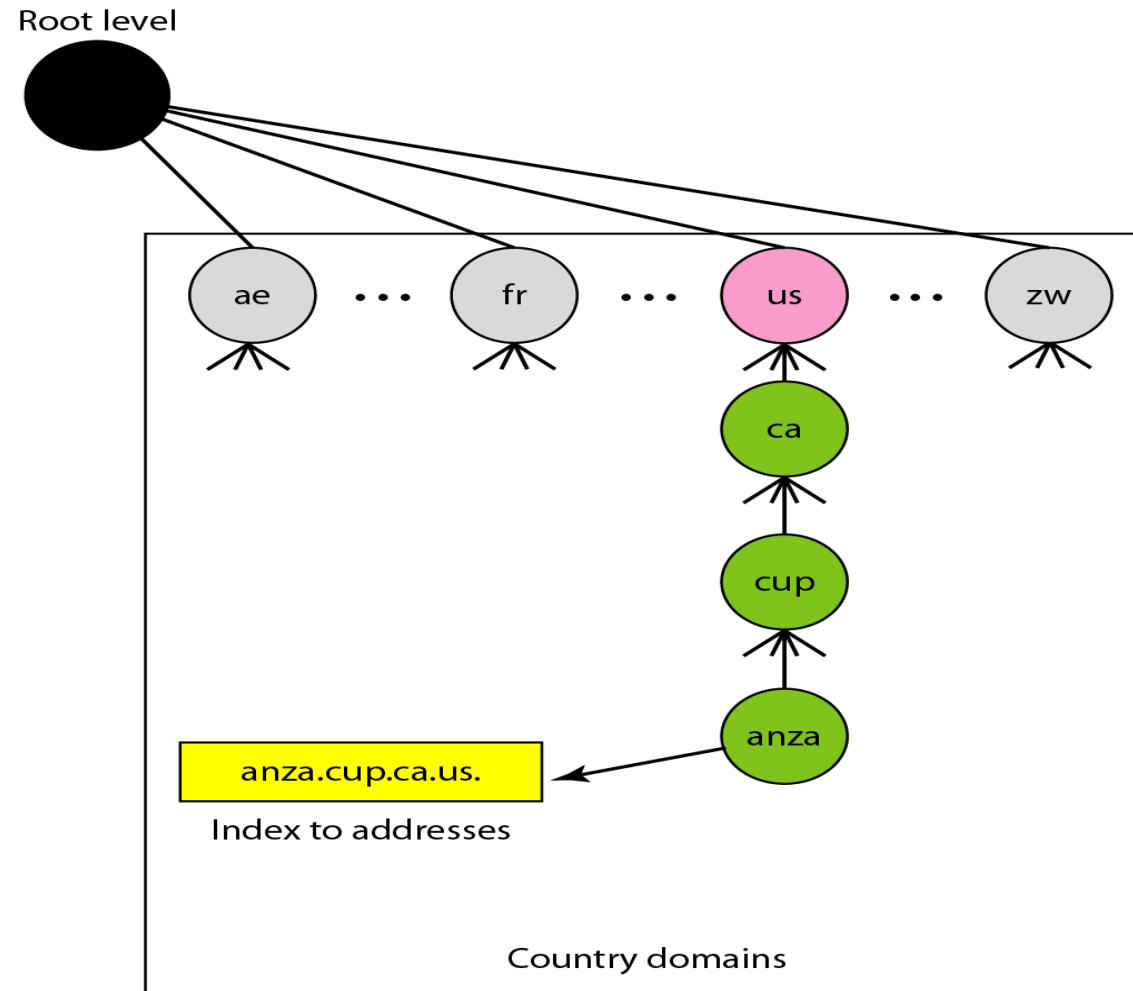 Root level
ae ... fr ... us ... zw
ca
cup
anza
anza.cup.ca.us.
Index to addresses
Country domains